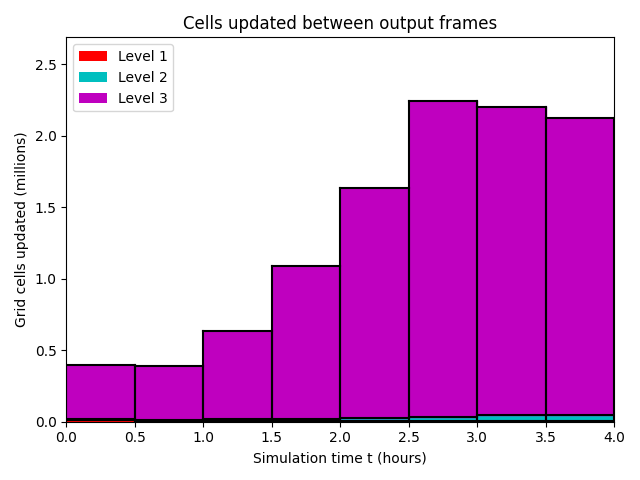 Cells updated between output frames
Level 1
Level 2
Level 3
Grid cells updated (millions)
2.5
2.0
1.5
1.0
0.5
0.0
0.0 0.5 1.0 1.5 2.0 2.5 3.0 3.5 4.0
Simulation time t (hours)